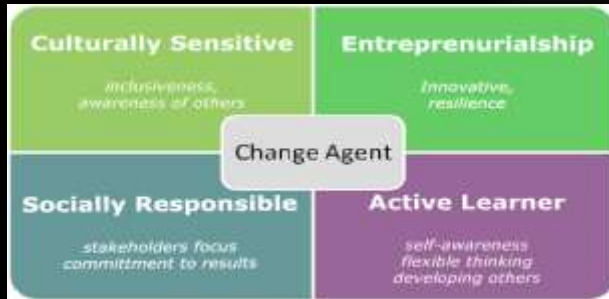 Culturally Sensitive
inclusiveness,
awareness of others
Entreprenurialship
Innovative,
resilience
Change Agent
Socially Responsible
stakeholders focus
committment to results
Active Learner
self-awareness
flexible thinking
developing others